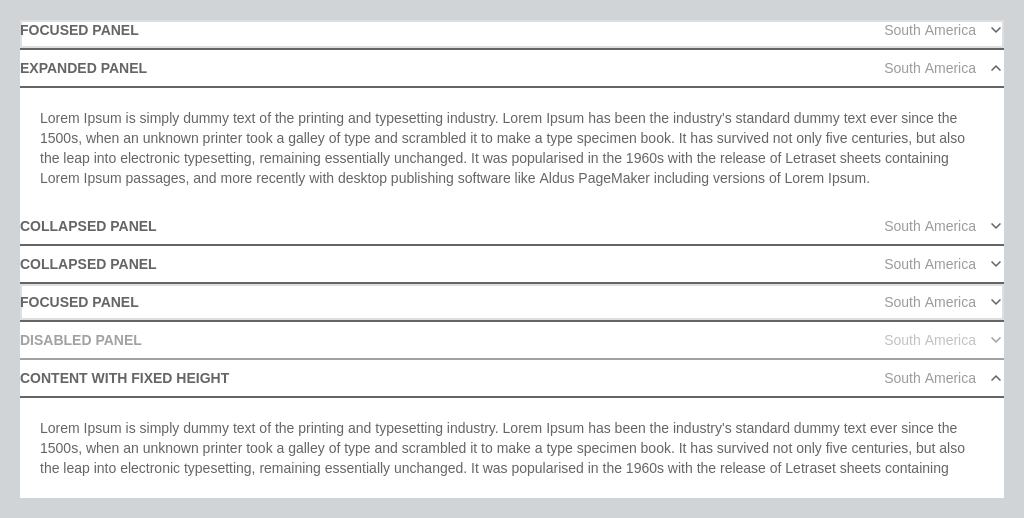 FOCUSED PANEL South America
EXPANDED PANEL South America
Lorem Ipsum is simply dummy text of the printing and typesetting industry. Lorem Ipsum has been the industry's standard dummy text ever since the
1500s, when an unknown printer took a galley of type and scrambled it to make a type specimen book. It has survived not only five centuries, but also
the leap into electronic typesetting, remaining essentially unchanged. It was popularised in the 1960s with the release of Letraset sheets containing
Lorem Ipsum passages, and more recently with desktop publishing software like Aldus PageMaker including versions of Lorem Ipsum.
COLLAPSED PANEL South America
COLLAPSED PANEL South America
FOCUSED PANEL South America
DISABLED PANEL South America
CONTENT WITH FIXED HEIGHT South America
Lorem Ipsum is simply dummy text of the printing and typesetting industry. Lorem Ipsum has been the industry's standard dummy text ever since the
1500s, when an unknown printer took a galley of type and scrambled it to make a type specimen book. It has survived not only five centuries, but also
the leap into electronic typesetting, remaining essentially unchanged. It was popularised in the 1960s with the release of Letraset sheets containing